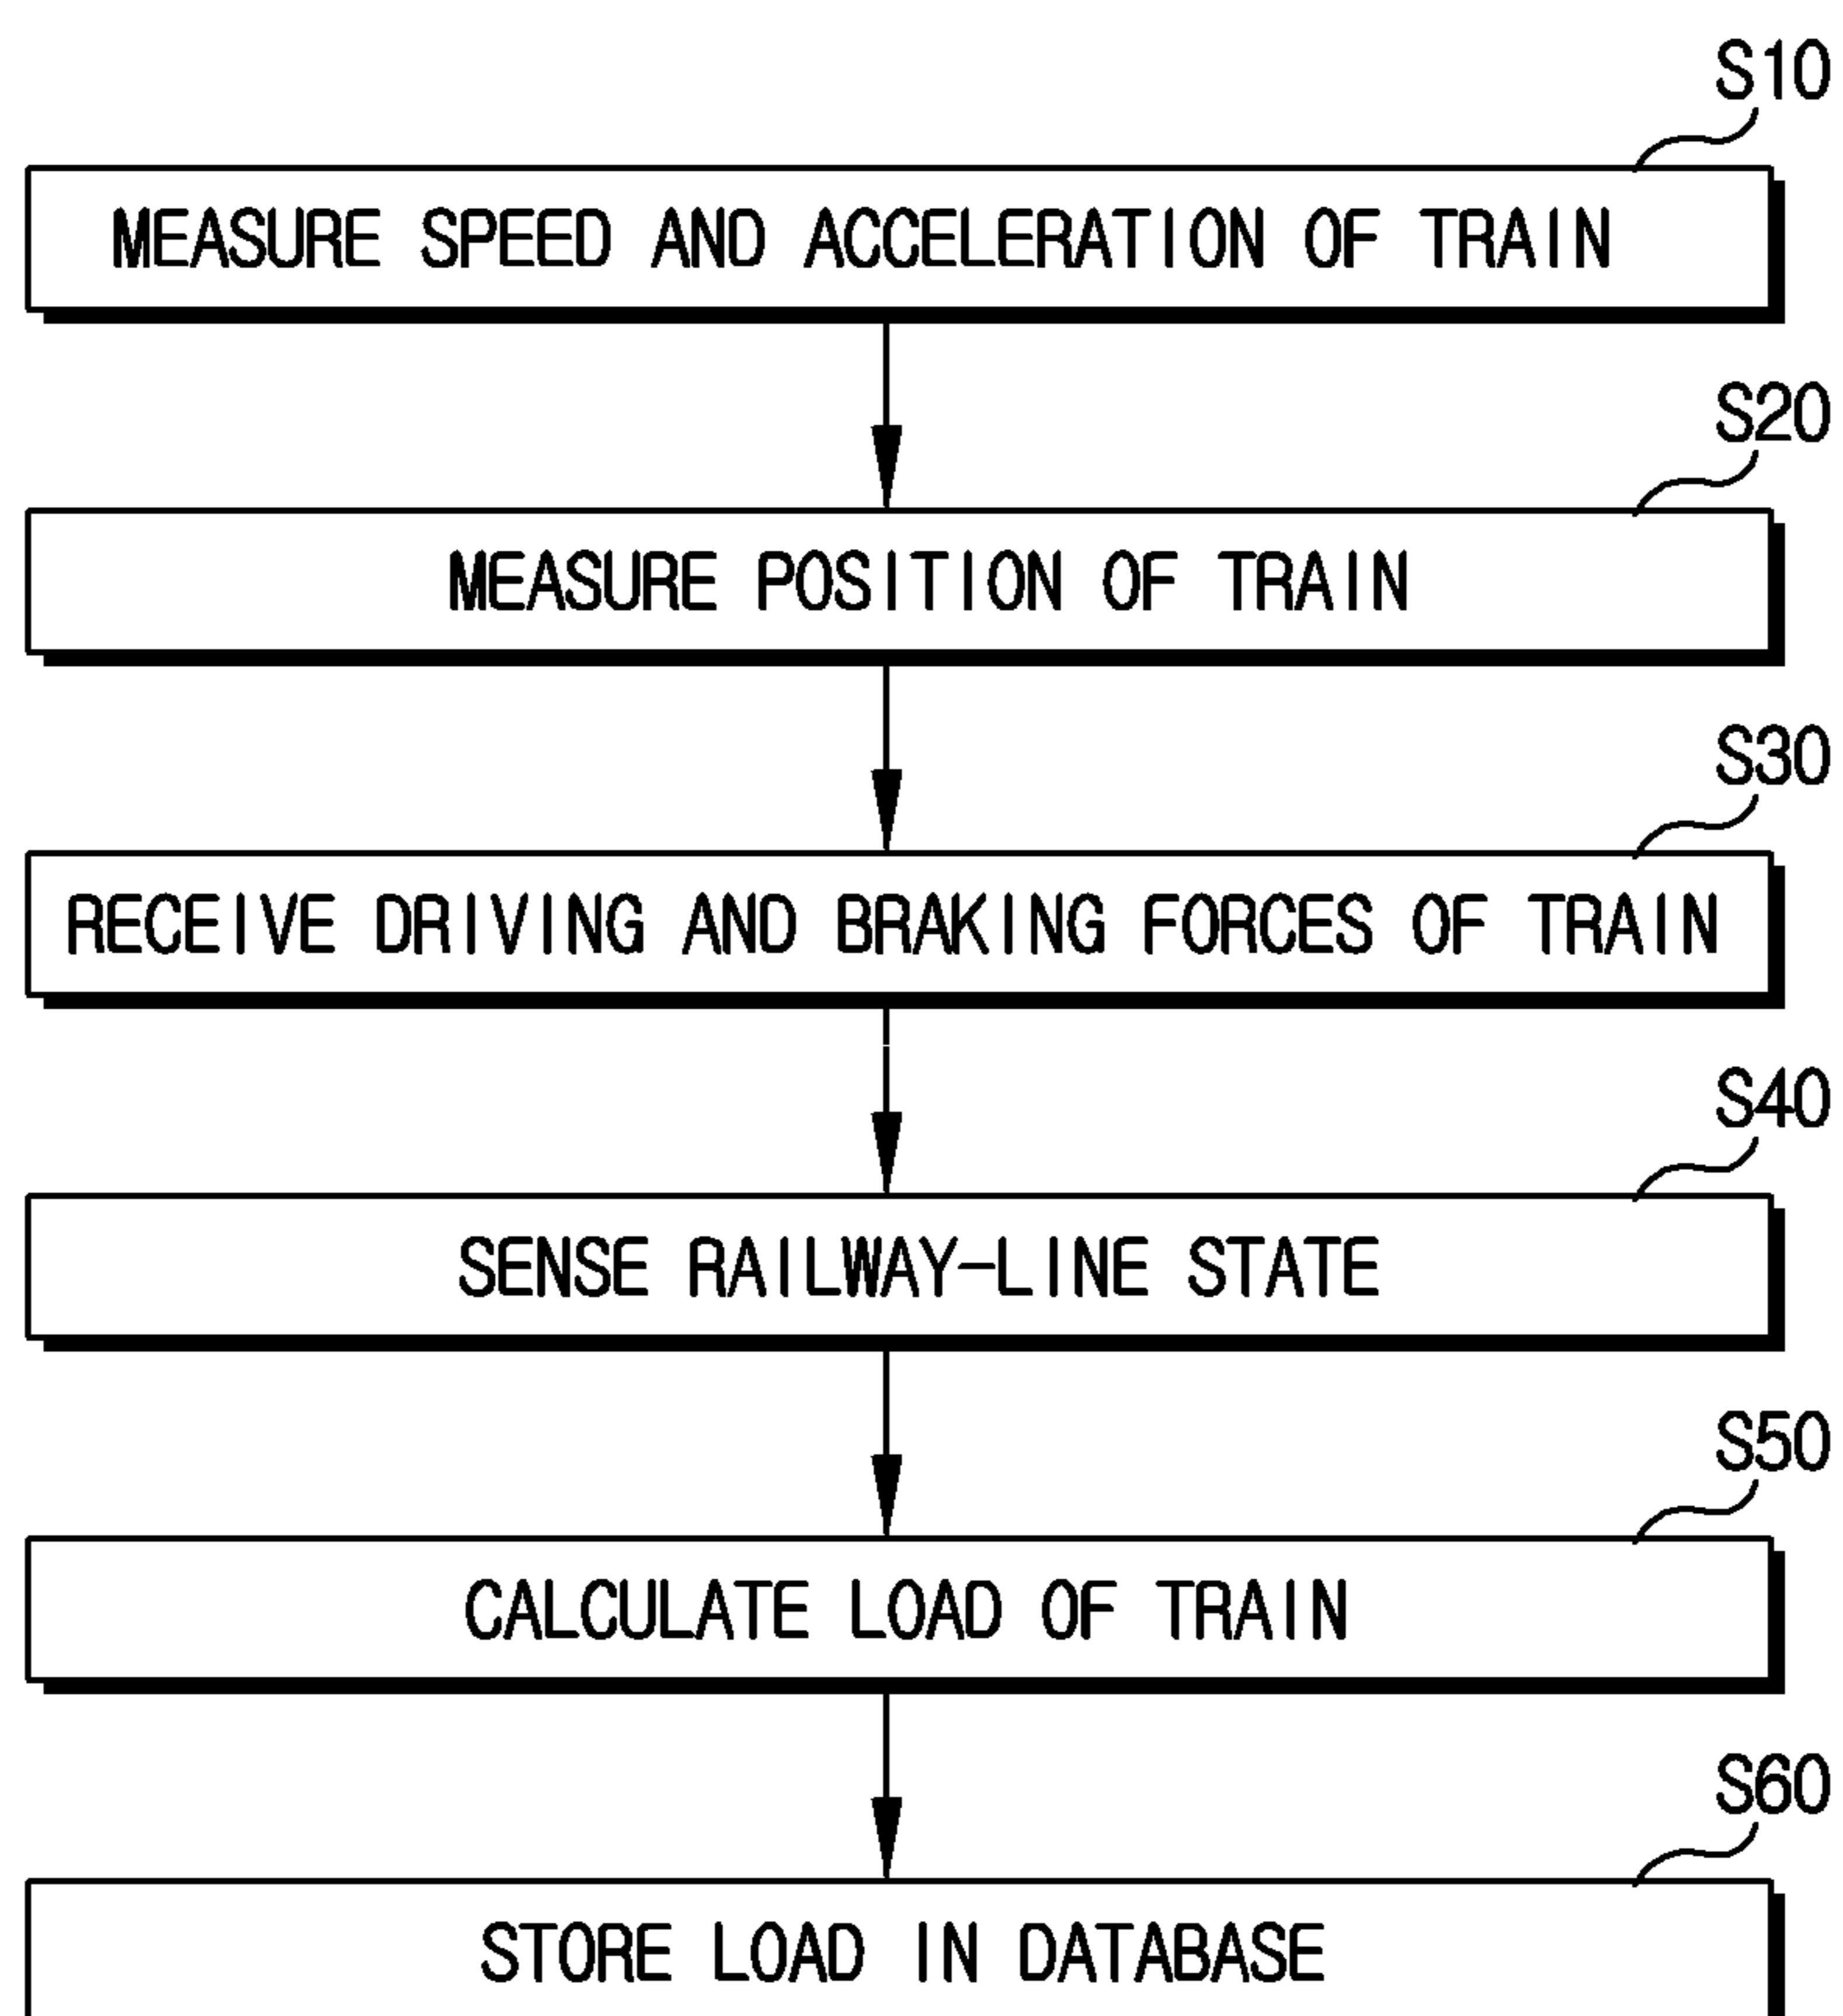 S10
MEASURE SPEED AND ACCELERATION OF TRAIN
S20
MEASURE POSITION OF TRAIN
S30
RECEIVE DRIVING AND BRAKING FORCES OF TRAIN
S40
SENSE RAILWAY-LINE STATE
S50
CALCULATE LOAD OF TRAIN
S60
STORE LOAD IN DATABASE